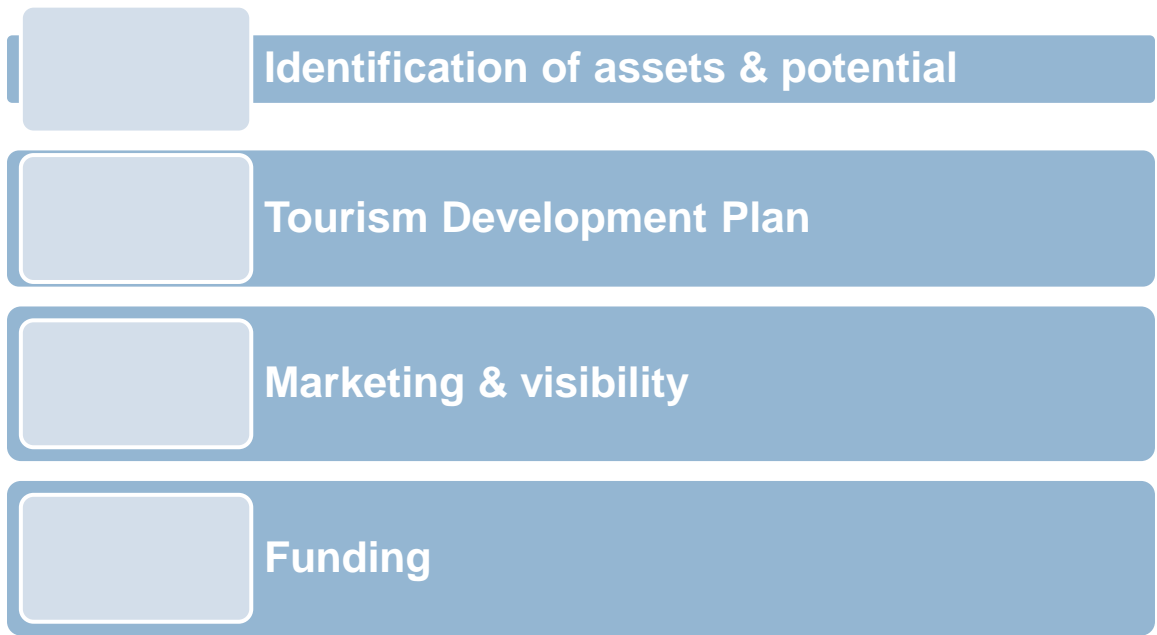 Identification of assets & potential
Tourism Development Plan
Marketing & visibility
Funding